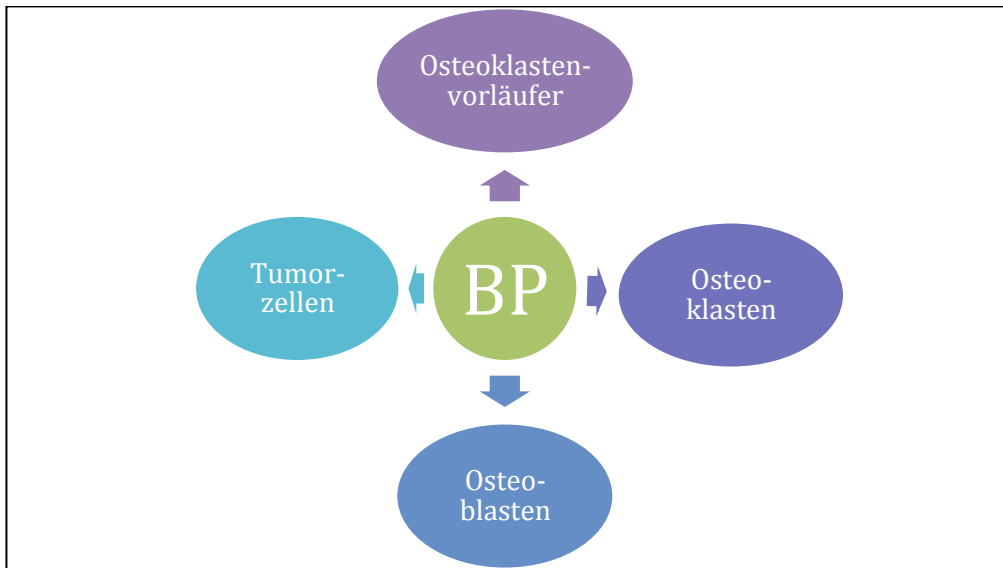 Osteoklasten-
vorläufer
Tumor-
zellen
BP
Osteo-
klasten
Osteo-
blasten